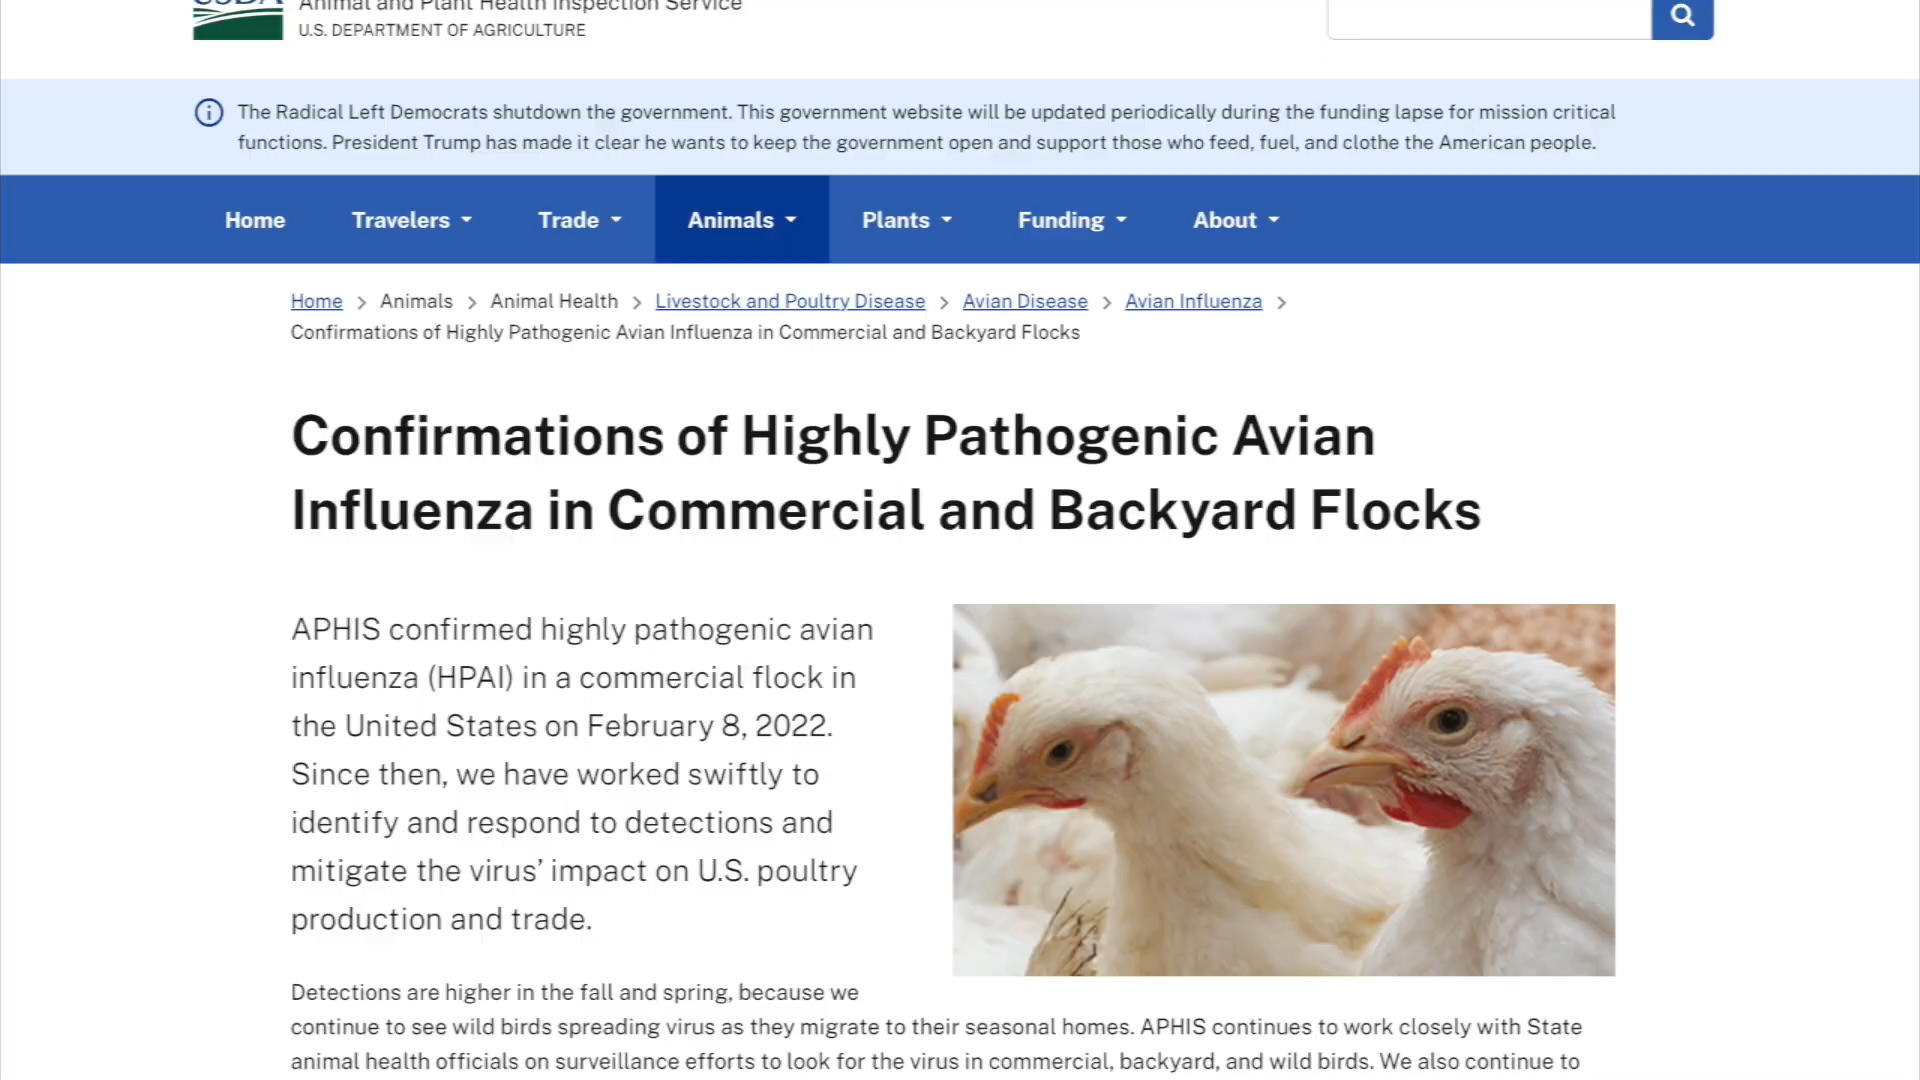 USDA Animal and Plant Health Inspection Service
U.S. DEPARTMENT OF AGRICULTURE
The Radical Left Democrats shutdown the government. This government website will be updated periodically during the funding lapse for mission critical
functions. President Trump has made it clear he wants to keep the government open and support those who feed, fuel, and clothe the American people.
Home Travelers Trade Animals Plants Funding About
Home > Animals > Animal Health > Livestock and Poultry Disease > Avian Disease > Avian Influenza >
Confirmations of Highly Pathogenic Avian Influenza in Commercial and Backyard Flocks
Confirmations of Highly Pathogenic Avian
Influenza in Commercial and Backyard Flocks
APHIS confirmed highly pathogenic avian
influenza (HPAI) in a commercial flock in
the United States on February 8, 2022.
Since then, we have worked swiftly to
identify and respond to detections and
mitigate the virus’ impact on U.S. poultry
production and trade.
Detections are higher in the fall and spring, because we
continue to see wild birds spreading virus as they migrate to their seasonal homes. APHIS continues to work closely with State
animal health officials on surveillance efforts to look for the virus in commercial, backyard, and wild birds. We also continue to